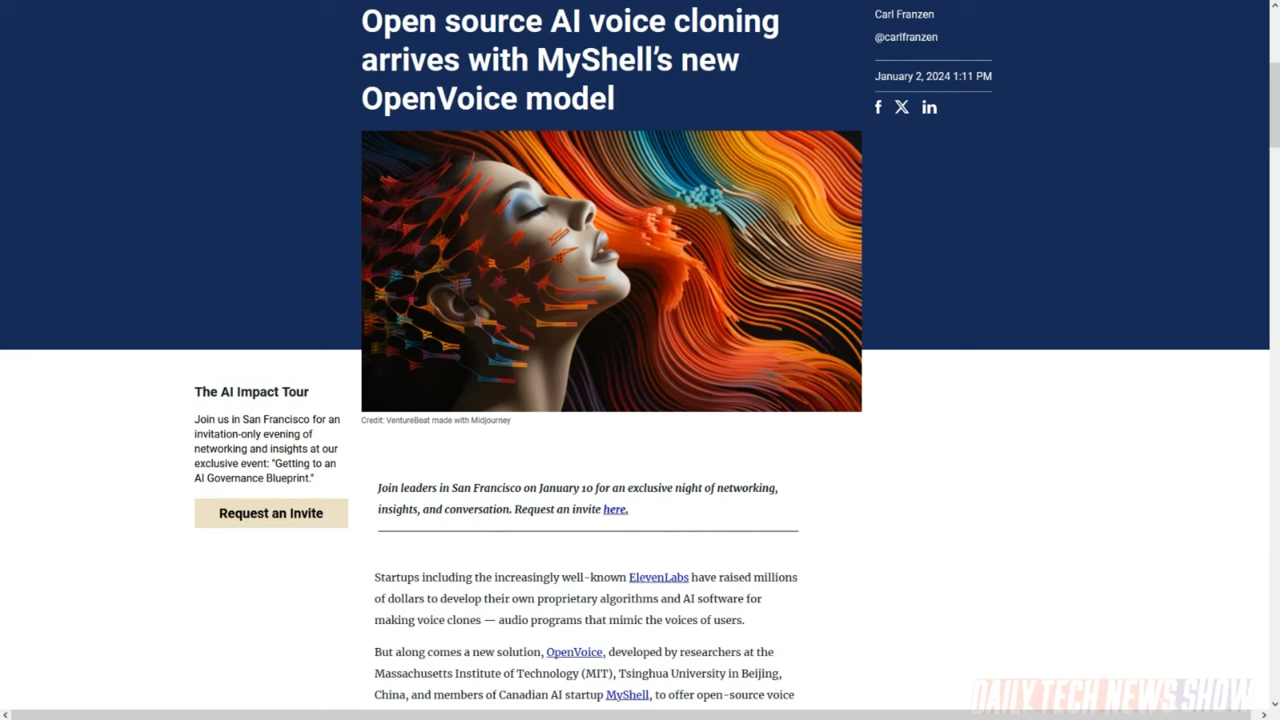 Open source AI voice cloning
arrives with MyShell’s new
OpenVoice model
Carl Franzen
@carlfranzen
January 2, 2024 1:11 PM
Credit: VentureBeat made with Midjourney
The AI Impact Tour
Join us in San Francisco for an
invitation-only evening of
networking and insights at our
exclusive event: "Getting to an
AI Governance Blueprint."
Request an Invite
Join leaders in San Francisco on January 10 for an exclusive night of networking,
insights, and conversation. Request an invite here.
Startups including the increasingly well-known ElevenLabs have raised millions
of dollars to develop their own proprietary algorithms and AI software for
making voice clones — audio programs that mimic the voices of users.
But along comes a new solution, OpenVoice, developed by researchers at the
Massachusetts Institute of Technology (MIT), Tsinghua University in Beijing,
China, and members of Canadian AI startup MyShell, to offer open-source voice
DAILY TECH NEWS SHOW